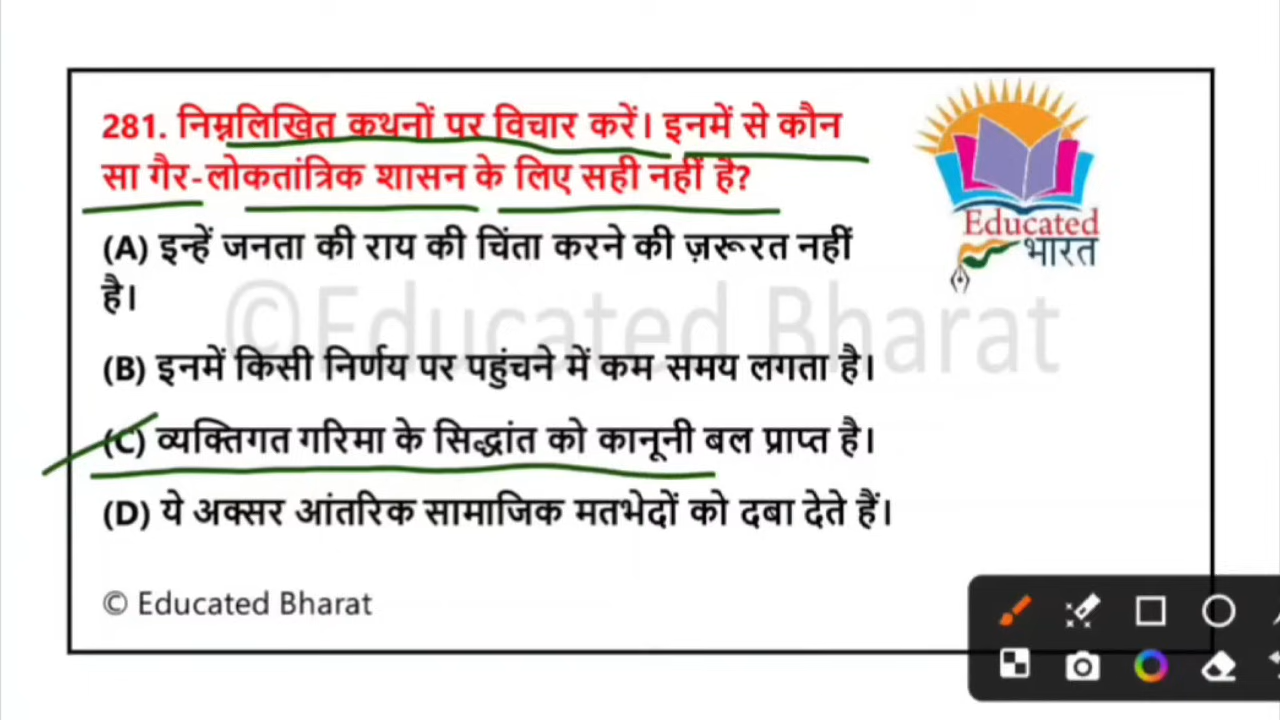 281. निम्नलिखित कथनों पर विचार करें। इनमें से कौन
सा गैर-लोकतांत्रिक शासन के लिए सही नहीं है?
(A) इन्हें जनता की राय की चिंता करने की ज़रूरत नहीं
है।
(B) इनमें किसी निर्णय पर पहुंचने में कम समय लगता है।
(C) व्यक्तिगत गरिमा के सिद्धांत को कानूनी बल प्राप्त है।
(D) ये अक्सर आंतरिक सामाजिक मतभेदों को दबा देते हैं।
© Educated Bharat
Educated
भारत
©Educated Bharat